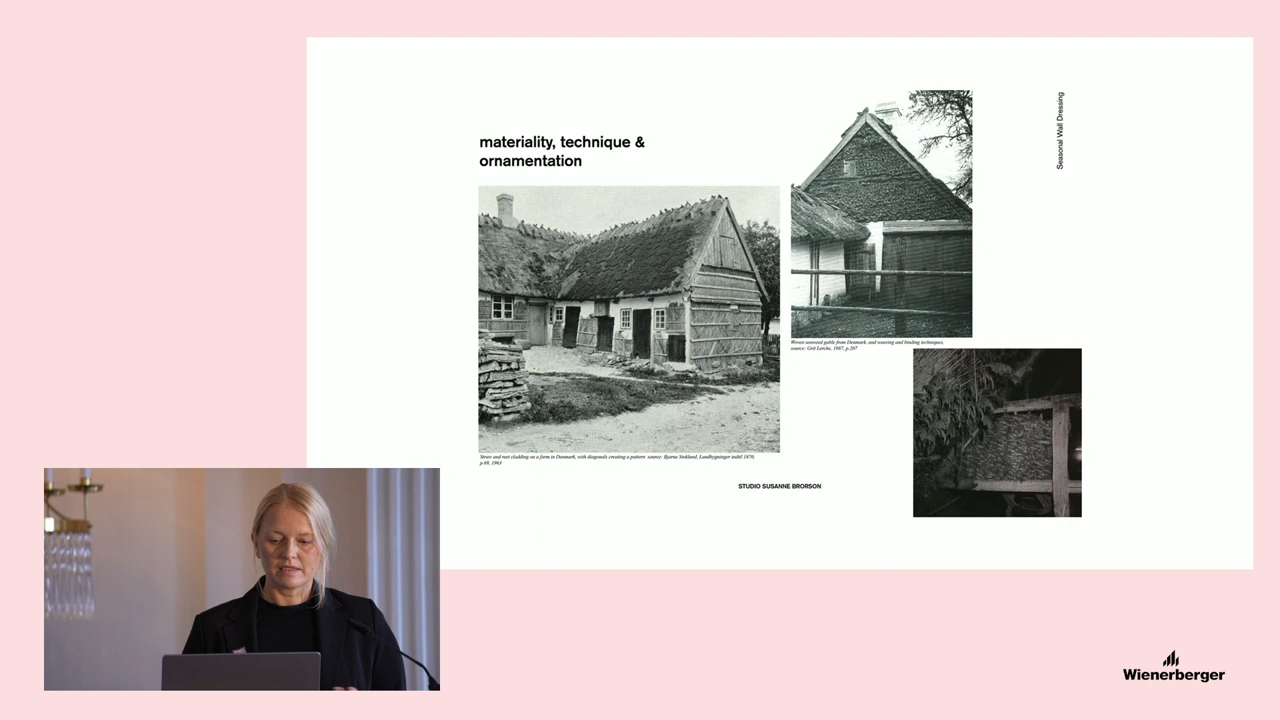 materiality, technique &
ornamentation
Seasonal Wall Dressing
Woven seaweed gable from Denmark, and weaving and binding techniques,
source: Grit Lerche, 1987, p.207
Straw and reet cladding on a farm in Denmark, with diagonals creating a pattern source: Bjarne Stoklund, Landbygninger indtil 1870,
p.69, 1963
STUDIO SUSANNE BRORSON
Wienerberger